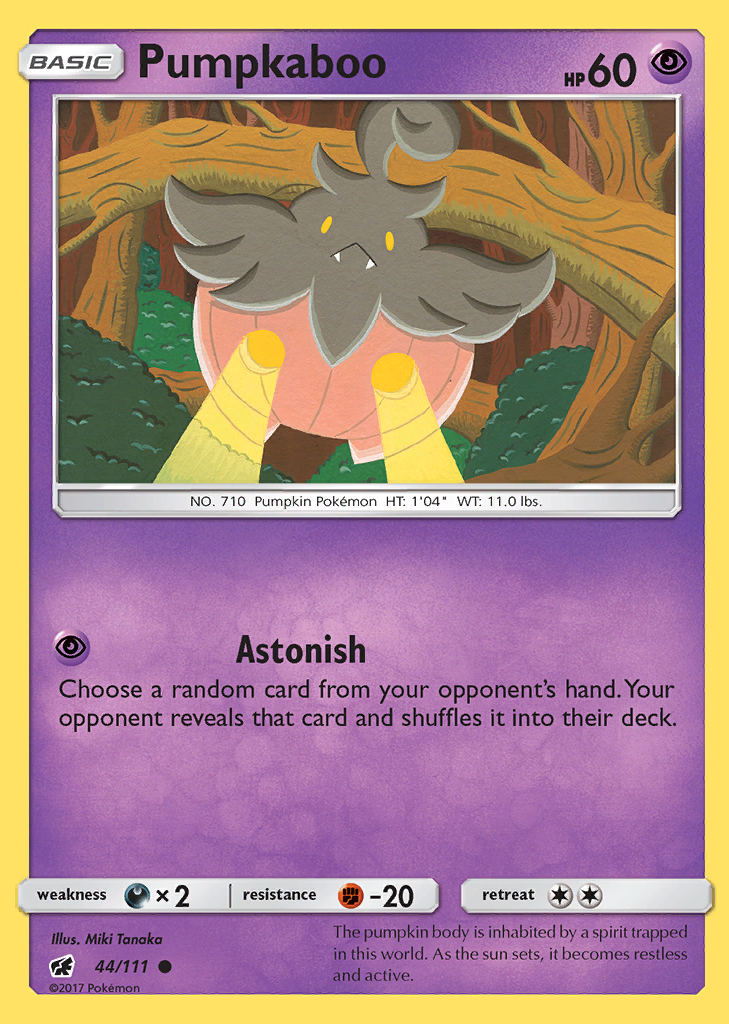 BASIC Pumpkaboo HP60
NO. 710 Pumpkin Pokémon HT: 1'04" WT: 11.0 lbs.
Astonish
Choose a random card from your opponent's hand. Your
opponent reveals that card and shuffles it into their deck.
weakness ×2 resistance -20 retreat
Illus. Miki Tanaka
44/111
©2017 Pokémon
The pumpkin body is inhabited by a spirit trapped
in this world. As the sun sets, it becomes restless
and active.